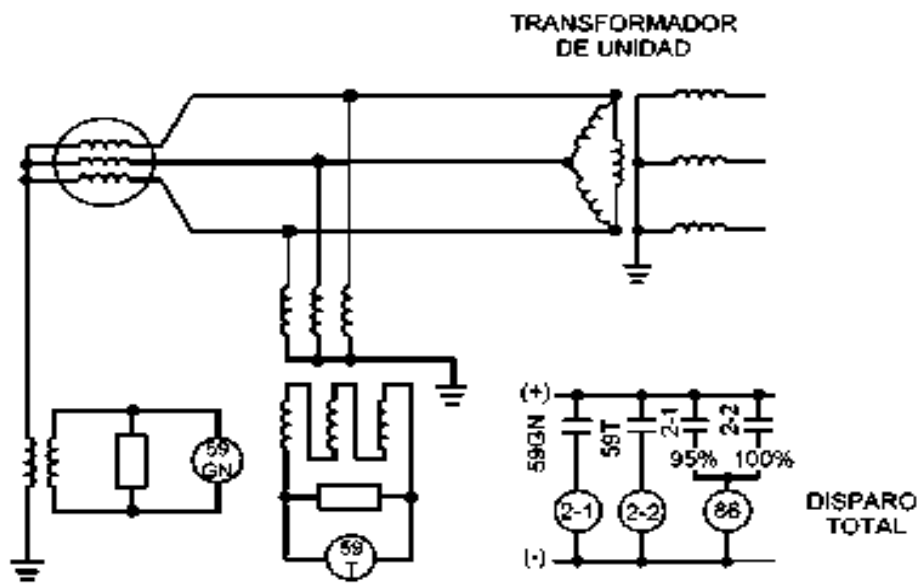 TRANSFORMADOR
DE UNIDAD
(+)
59GN
59T
2-1
2-2
95% 100%
59
GN
2-1
2-2
86
DISPARO
TOTAL
59
T
(-)